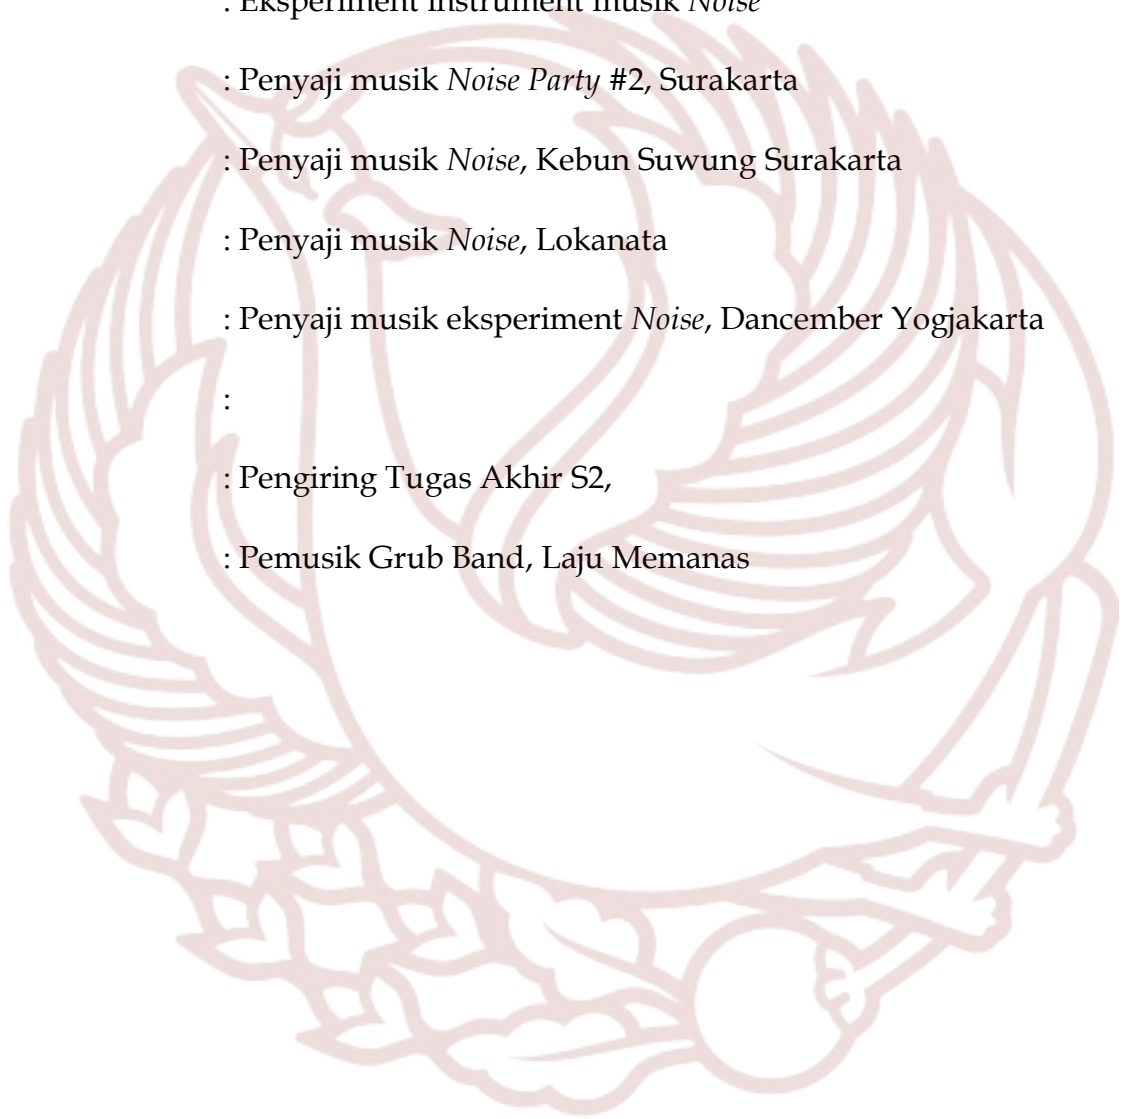 : Eksperiment instrument musik Noise
: Penyaji musik Noise Party #2, Surakarta
: Penyaji musik Noise, Kebun Suwung Surakarta
: Penyaji musik Noise, Lokanata
: Penyaji musik eksperiment Noise, Dancember Yogjakarta
:
: Pengiring Tugas Akhir S2,
: Pemusik Grub Band, Laju Memanas